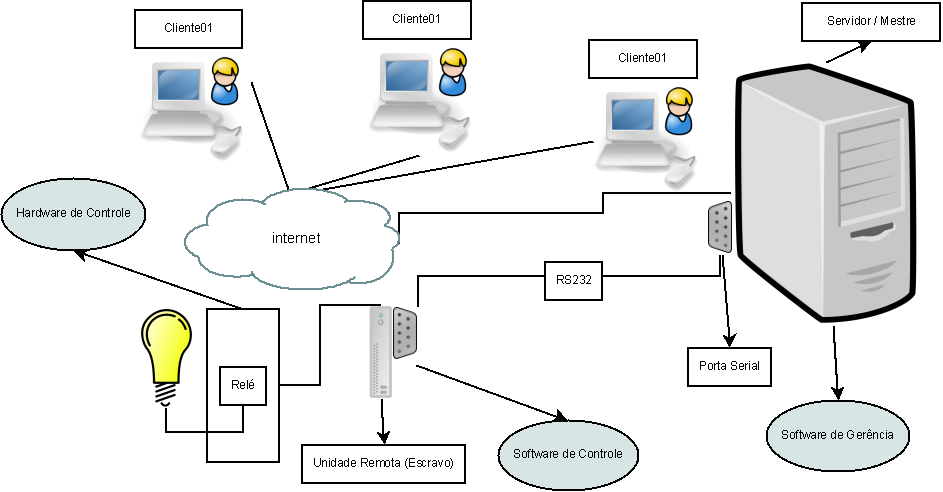 Cliente01
Cliente01
Servidor / Mestre
Cliente01
Hardware de Controle
internet
RS232
Porta Serial
Relé
Unidade Remota (Escravo)
Software de Controle
Software de Gerência